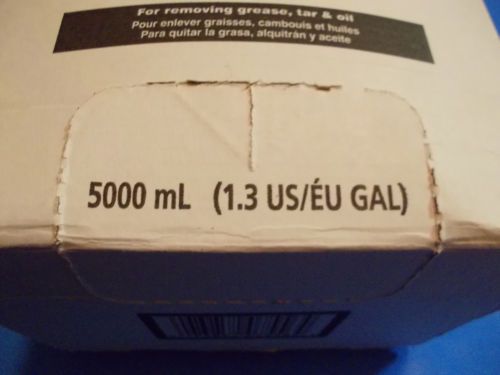 For removing grease, tar & oil
Pour enlever graisses, cambouis et huiles
Para quitar la grasa, alquitrán y aceite
5000 mL (1.3 US/ÉU GAL)